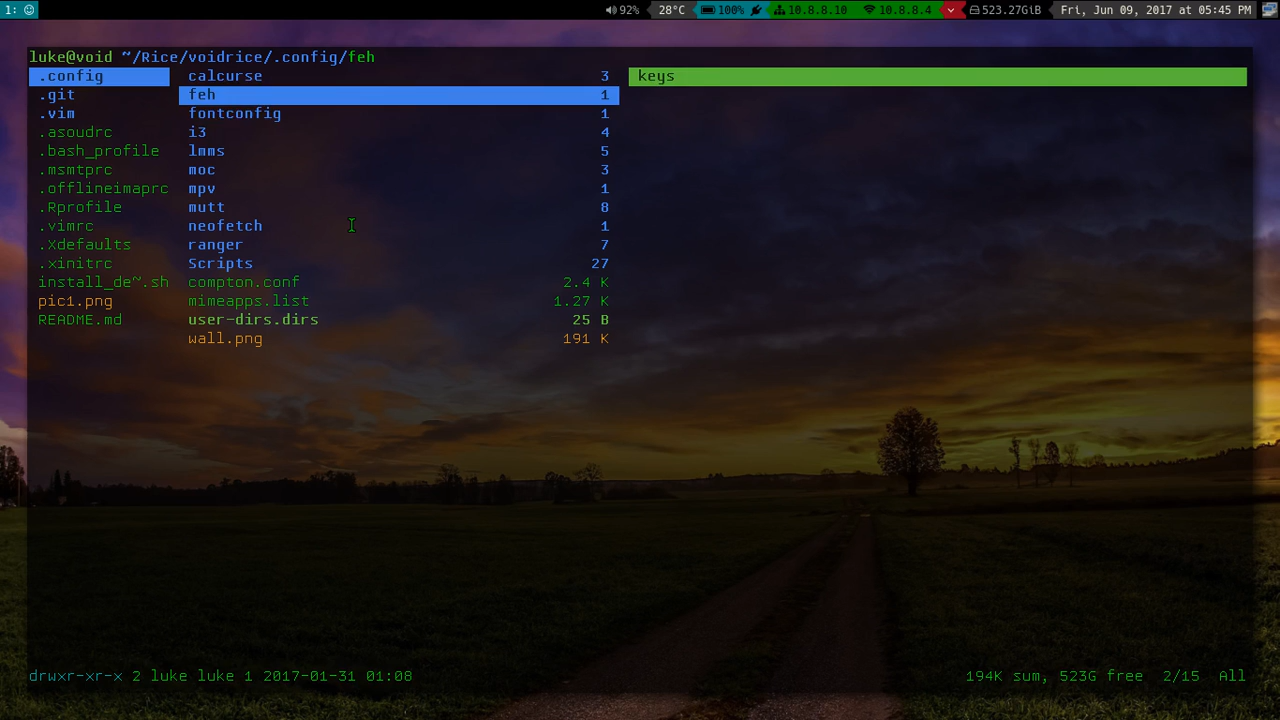 1: ☺ 92% 28°C 100% 10.8.8.10 10.8.8.4 523.27GiB Fri, Jun 09, 2017 at 05:45 PM
luke@void ~/Rice/voidrice/.config/feh
.config calcurse 3 keys
.git feh 1
.vim fontconfig 1
.asoudrc i3 4
.bash_profile lmms 5
.msmtprc moc 3
.offlineimaprc mpv 1
.Rprofile mutt 8
.vimrc neofetch 1
.Xdefaults ranger 7
.xinitrc Scripts 27
install_de~.sh compton.conf 2.4 K
pic1.png mimeapps.list 1.27 K
README.md user-dirs.dirs 25 B
wall.png 191 K
drwxr-xr-x 2 luke luke 1 2017-01-31 01:08 194K sum, 523G free 2/15 All